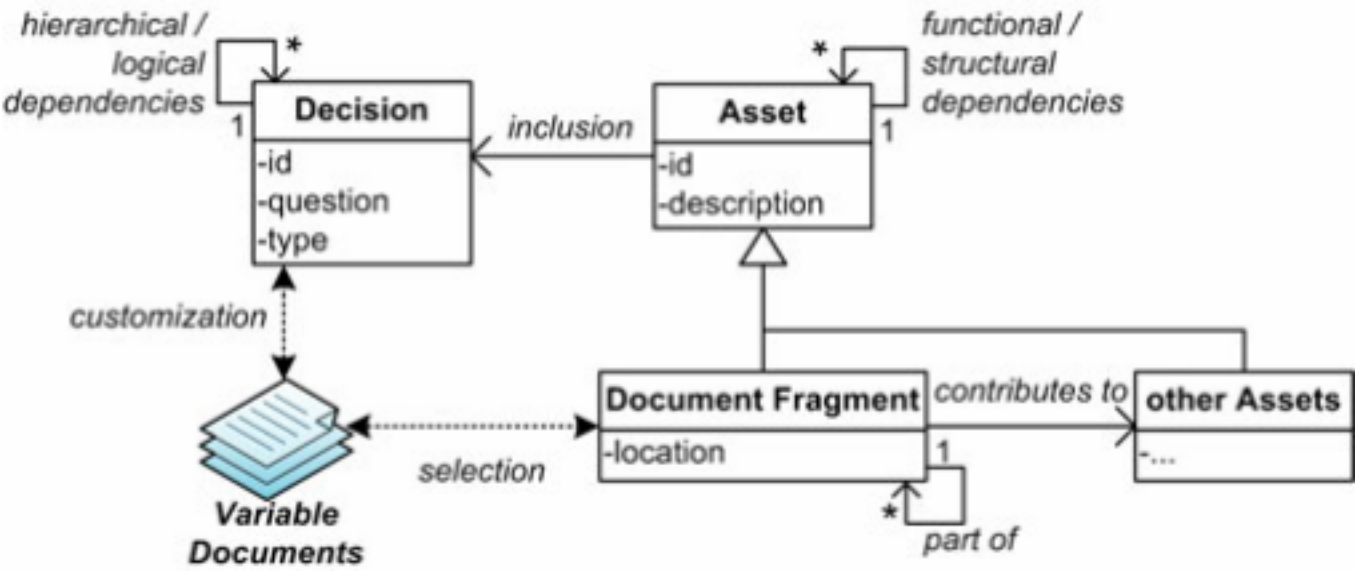 hierarchical /
logical
dependencies
*
1
Decision
-id
-question
-type
inclusion
functional /
structural
dependencies
*
1
Asset
-id
-description
customization
Variable
Documents
selection
Document Fragment
-location
contributes to
other Assets
-...
1
*
part of